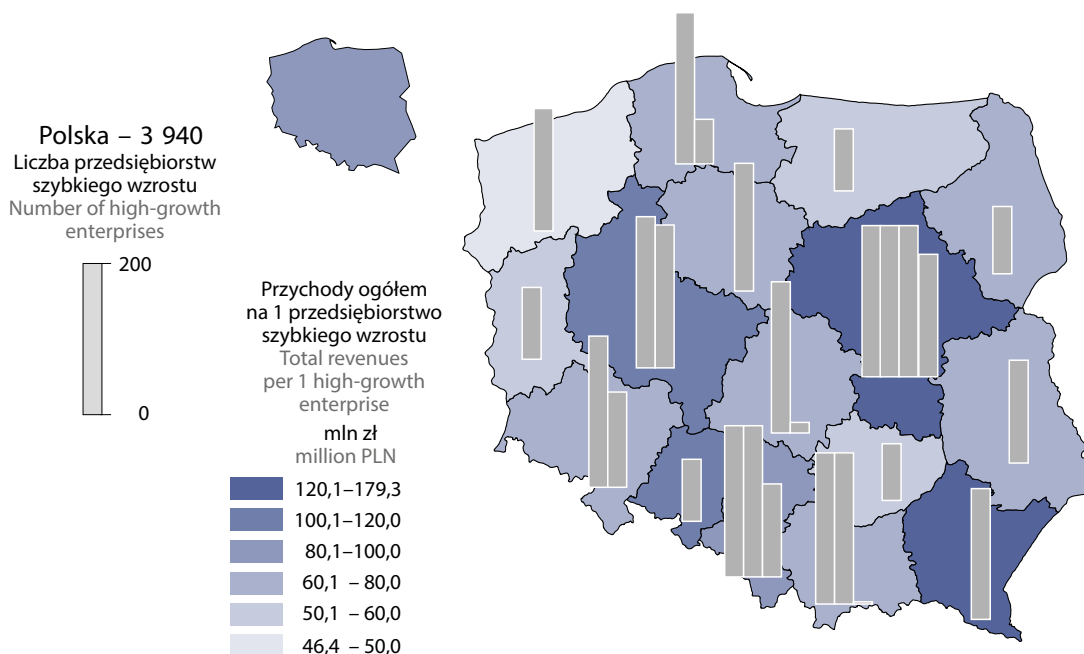 Polska – 3 940
Liczba przedsiębiorstw
szybkiego wzrostu
Number of high-growth
enterprises
200
0
Przychody ogółem
na 1 przedsiębiorstwo
szybkiego wzrostu
Total revenues
per 1 high-growth
enterprise
mln zł
million PLN
120,1–179,3
100,1–120,0
80,1–100,0
60,1 – 80,0
50,1 – 60,0
46,4 – 50,0